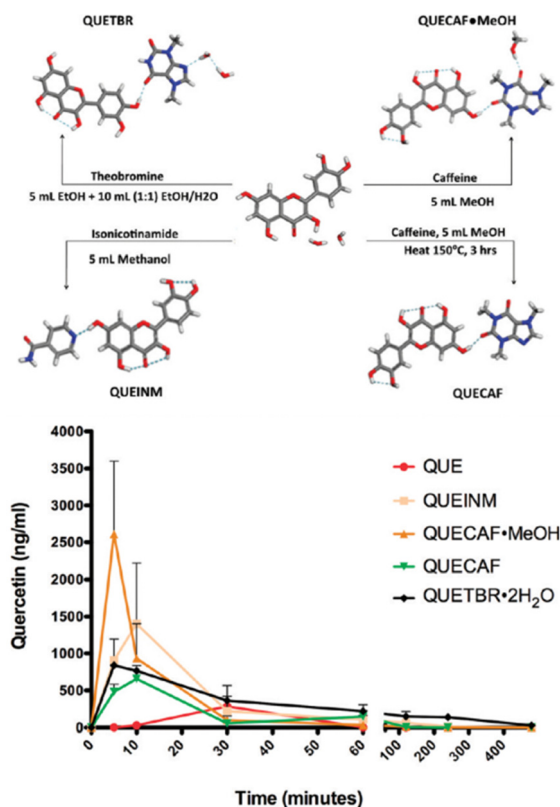 QUETBR
QUECAF•MeOH
Theobromine
5 mL EtOH + 10 mL (1:1) EtOH/H2O
Caffeine
5 mL MeOH
Isonicotinamide
5 mL Methanol
Caffeine, 5 mL MeOH
Heat 150°C, 3 hrs
QUEINM
QUECAF
4000
3500
3000
2500
2000
1500
1000
500
0
Quercetin (ng/ml)
QUE
QUEINM
QUECAF•MeOH
QUECAF
QUETBR•2H₂O
0 10 20 30 40 50 60 100 200 300 400
Time (minutes)